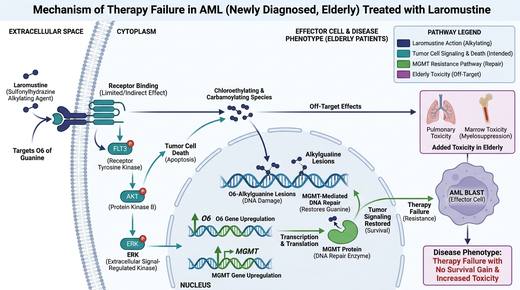 Mechanism of Therapy Failure in AML (Newly Diagnosed, Elderly) Treated with Laromustine
EXTRACELLULAR SPACE
CYTOPLASM
EFFECTOR CELL & DISEASE
PHENOTYPE (ELDERLY PATIENTS)
PATHWAY LEGEND
Laromustine Action (Alkylating)
Tumor Cell Signaling & Death (Intended)
MGMT Resistance Pathway (Repair)
Elderly Toxicity (Off-Target)
Laromustine
(Sulfonylhydrazine
Alkylating Agent)
Targets O6 of
Guanine
Receptor Binding
(Limited/Indirect Effect)
FLT3
P
(Receptor
Tyrosine Kinase)
AKT
P
(Protein Kinase B)
ERK
P
ERK
(Extracellular Signal-
Regulated Kinase)
Tumor Cell
Death
(Apoptosis)
Chloroethylating &
Carbamoylating Species
Off-Target Effects
Pulmonary
Toxicity
Marrow Toxicity
(Myelosuppression)
Added Toxicity in Elderly
Alkylgualine
Lesions
O6-Alkylganine Lesions
(DNA Damage)
MGMT-Mediated
DNA Repair
(Restores Guanine)
O6
O6 Gene Upregulation
MGMT
MGMT Gene Upregulation
Transcription
& Translation
MGMT Protein
(DNA Repair Enzyme)
Tumor
Signaling
Restored
(Survival)
Therapy
Failure
(Resistance)
AML BLAST
(Effector Cell)
Disease Phenotype:
Therapy Failure with
No Survival Gain &
Increased Toxicity
NUCLEUS